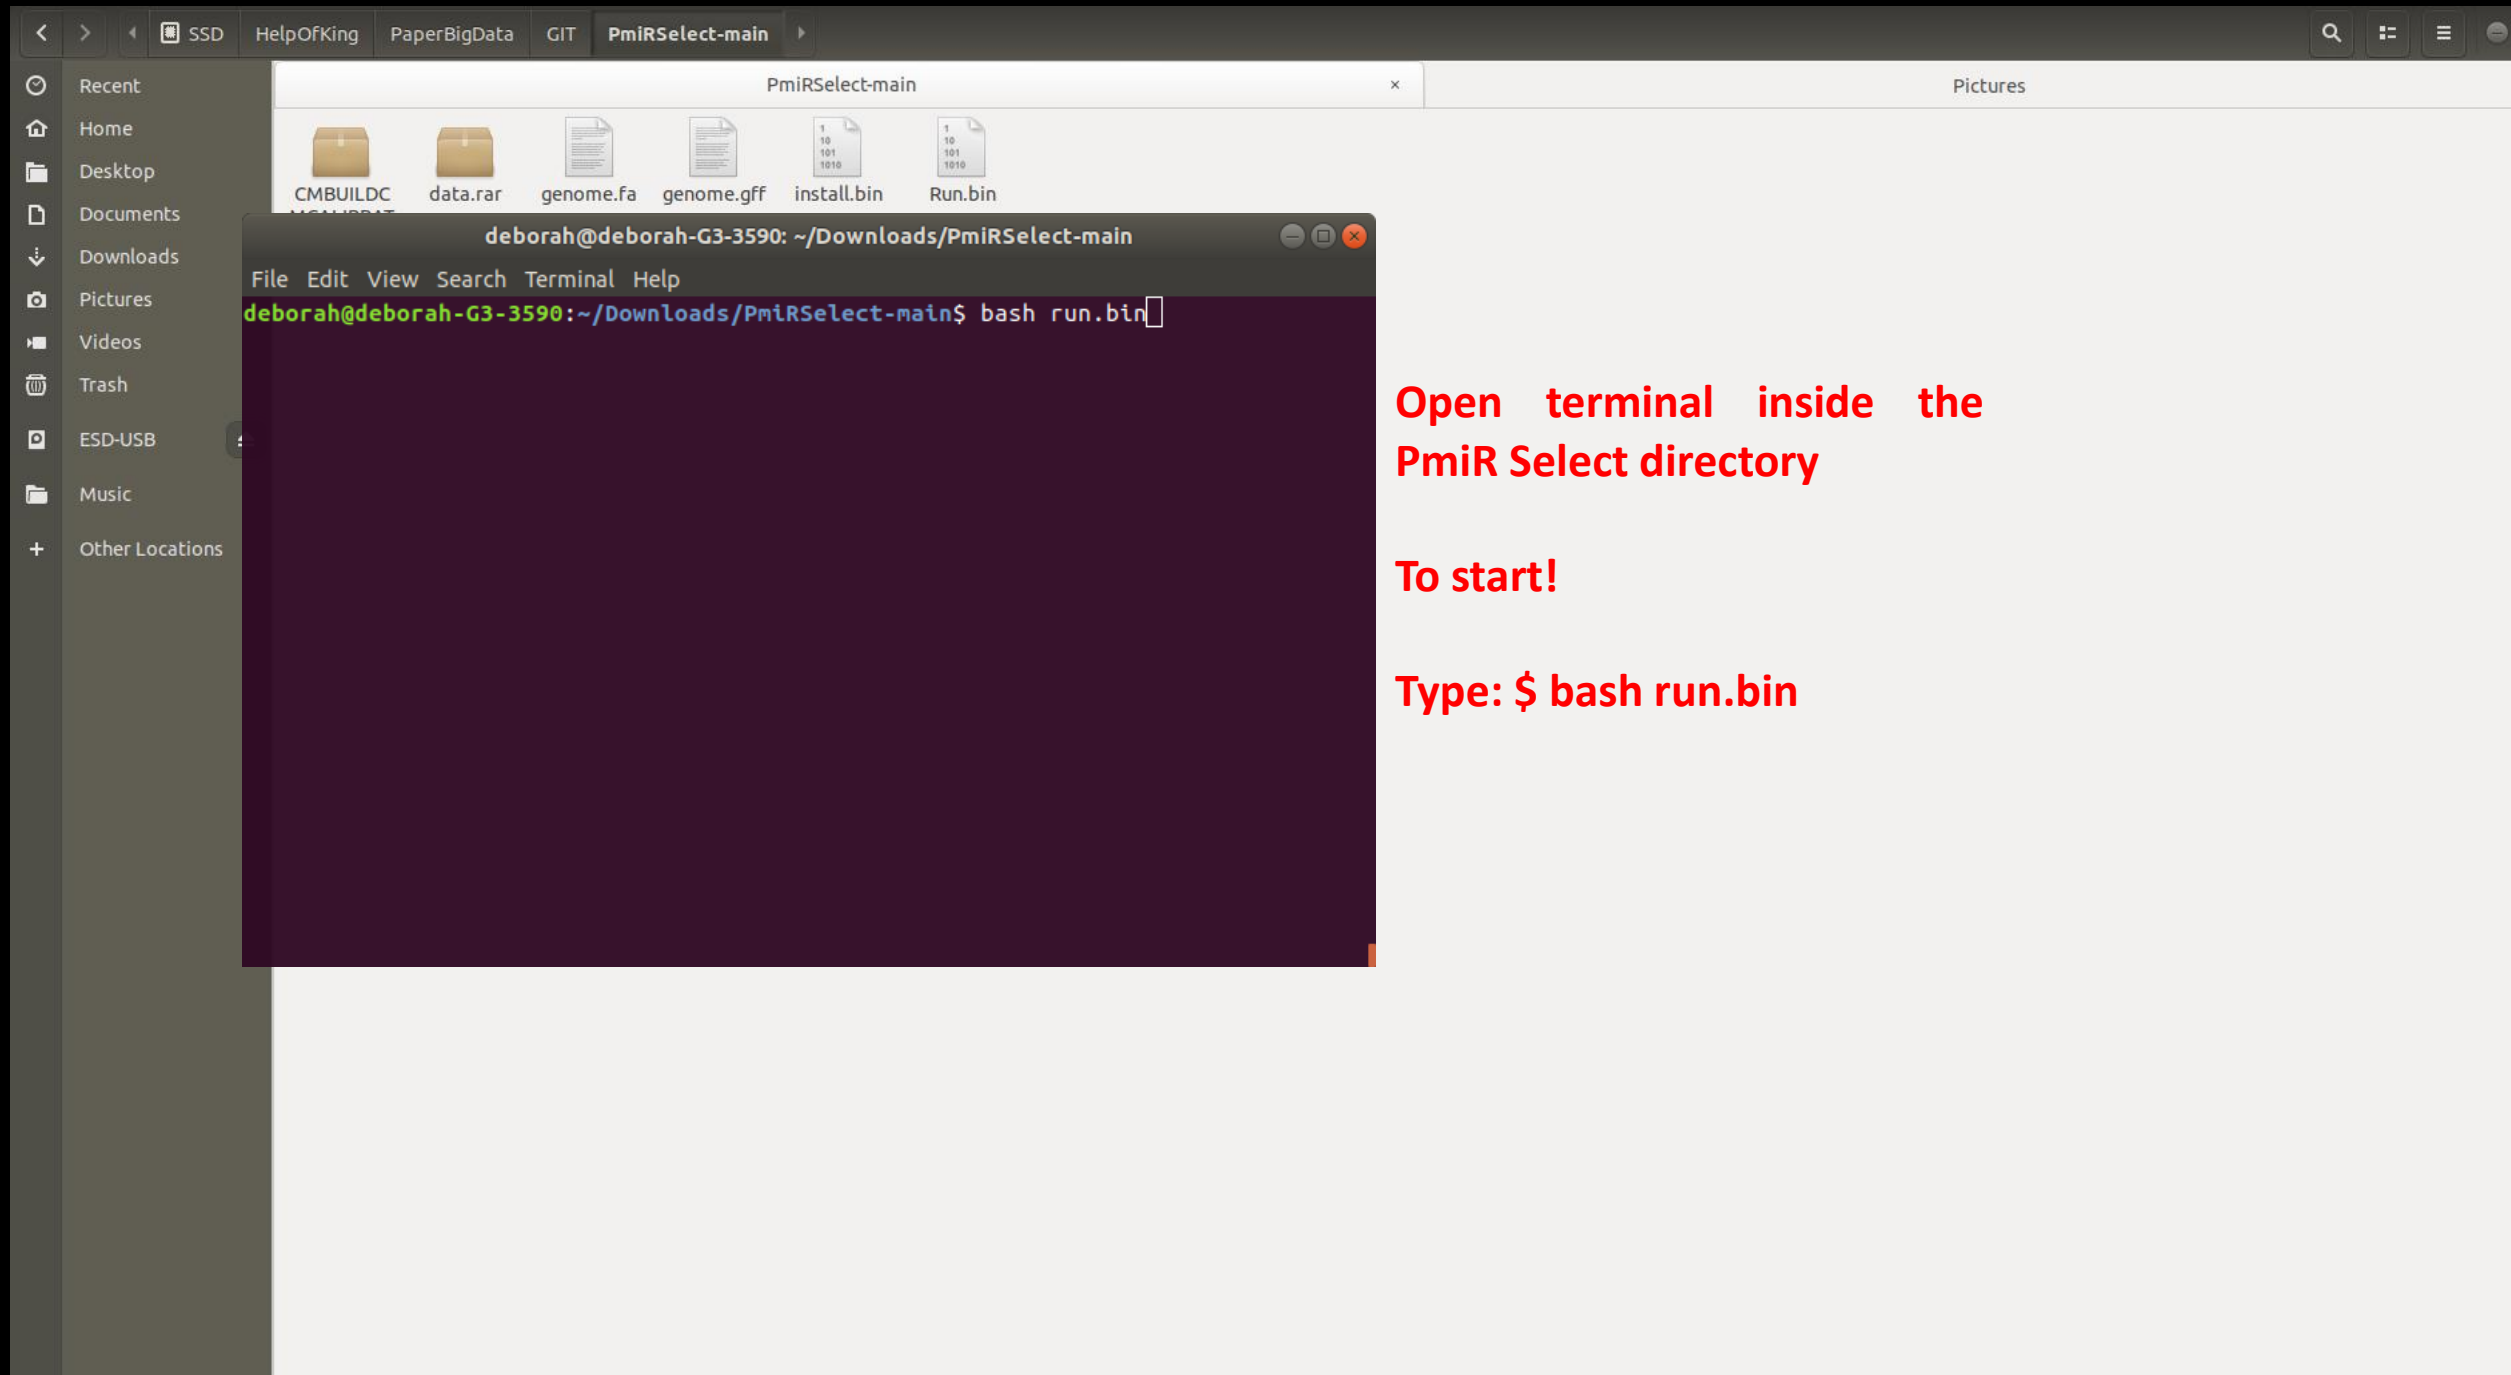 SSD HelpOfKing PaperBigData GIT PmiRSelect-main
Recent
Home
Desktop
Documents
Downloads
Pictures
Videos
Trash
ESD-USB
Music
Other Locations
PmiRSelect-main × Pictures
CMBUILDC data.rar genome.fa genome.gff install.bin Run.bin
deborah@deborah-G3-3590: ~/Downloads/PmiRSelect-main
File Edit View Search Terminal Help
deborah@deborah-G3-3590:~/Downloads/PmiRSelect-main$ bash run.bin
Open terminal inside the
PmiR Select directory
To start!
Type: $ bash run.bin